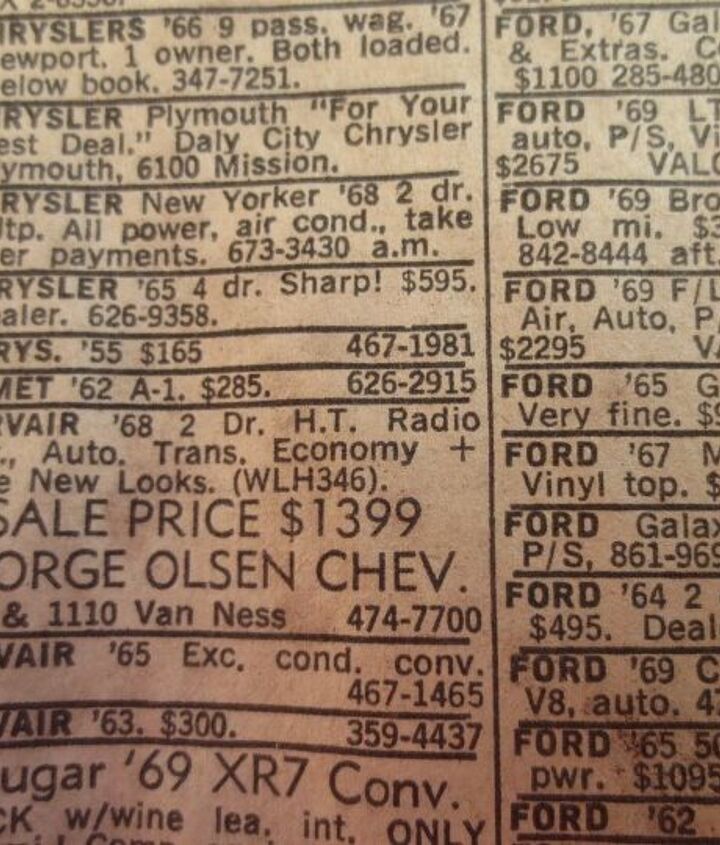 RYSLERS '66 9 pass. wag. '67
ewport. 1 owner. Both loaded.
elow book. 347-7251.
RYSLER Plymouth "For Your
est Deal." Daly City Chrysler
ymouth, 6100 Mission.
RYSLER New Yorker '68 2 dr.
tp. All power, air cond., take
er payments. 673-3430 a.m.
RYSLER '65 4 dr. Sharp! $595.
aler. 626-9358.
RYS. '55 $165 467-1981
MET '62 A-1. $285. 626-2915
VAIR '68 2 Dr. H.T. Radio
., Auto. Trans. Economy +
e New Looks. (WLH346).
SALE PRICE $1399
ORGE OLSEN CHEV.
& 1110 Van Ness 474-7700
VAIR '65 Exc. cond. conv.
467-1465
VAIR '63. $300. 359-4437
ugar '69 XR7 Conv.
CK w/wine lea. int. ONLY
FORD, '67 Gal
& Extras. C
$1100 285-480
FORD '69 LT
auto, P/S, Vi
$2675 VALC
FORD '69 Bro
Low mi. $3
842-8444 aft.
FORD '69 F/L
Air, Auto, P
$2295 VA
FORD '65 G
Very fine. $
FORD '67 M
Vinyl top. $
FORD Galax
P/S, 861-969
FORD '64 2
$495. Deal
FORD '69 C
V8, auto. 4
FORD '65 50
pwr. $1095
FORD '62